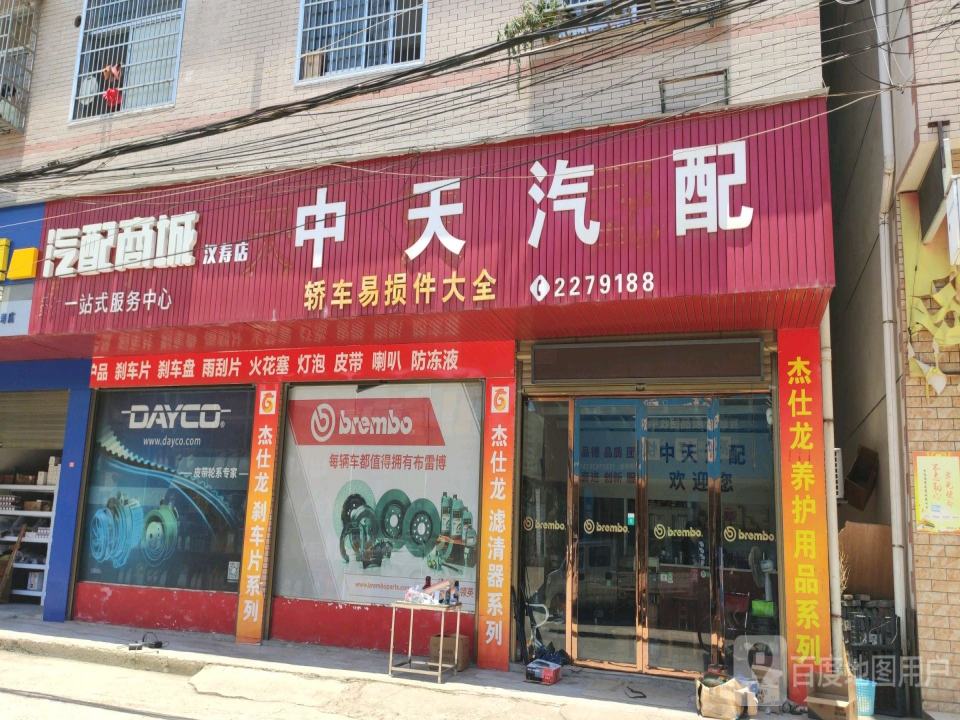 汽配商城 汉寿店
一站式服务中心
中天汽配
轿车易损件大全
2279188
护品 刹车片 刹车盘 雨刮片 火花塞 灯泡 皮带 喇叭 防冻液
DAYCO
www.dayco.com
皮带轮系专家
杰仕龙刹车片系列
brembo
每辆车都值得拥有布雷博
杰仕龙滤清器系列
中天汽配
欢迎您
brembo
brembo
brembo
brembo
杰仕龙养护用品系列
百度地图用户